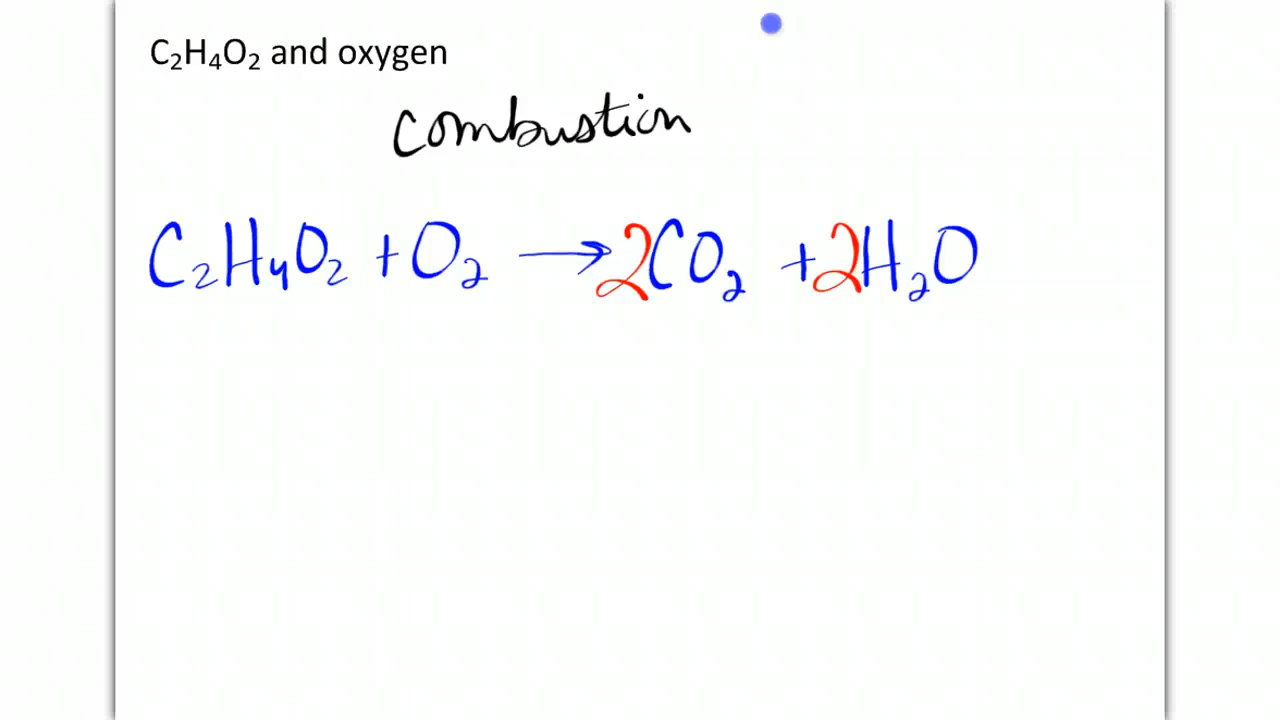 C₂H₄O₂ and oxygen
combustion
C₂H₄O₂ + O₂ → 2CO₂ + 2H₂O